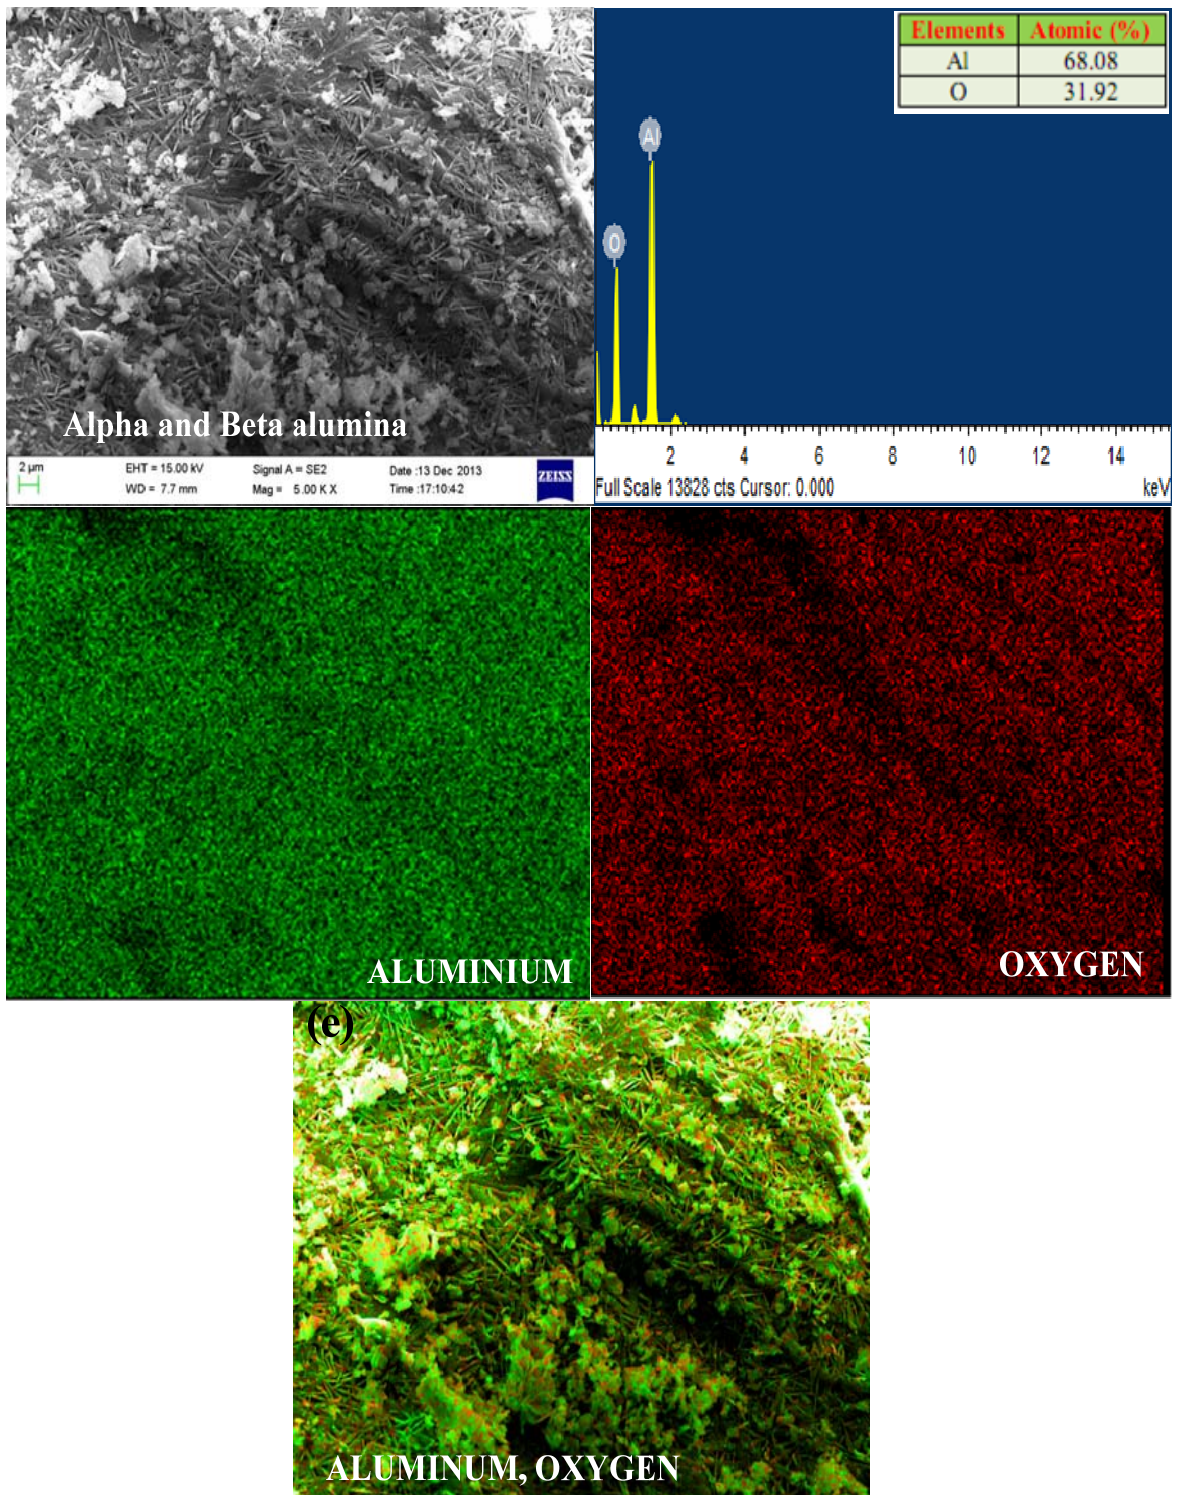 Elements Atomic (%)
Al 68.08
O 31.92
Al
O
Alpha and Beta alumina
2 µm
EHT = 15.00 kV Signal A = SE2 Date :13 Dec 2013
WD = 7.7 mm Mag = 5.00 K X Time :17:10:42
ZEISS
2 4 6 8 10 12 14
Full Scale 13828 cts Cursor: 0.000 keV
ALUMINIUM
OXYGEN
(e)
ALUMINUM, OXYGEN